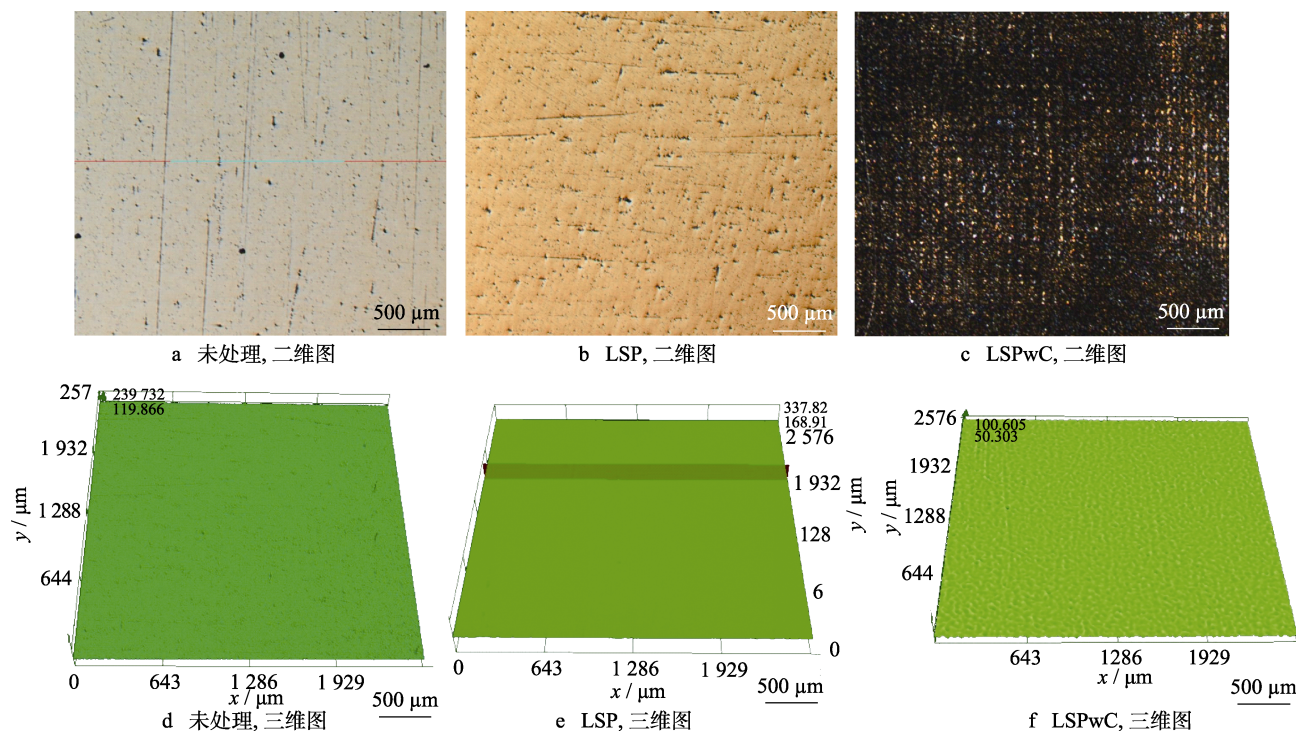 500 µm
500 µm
500 µm
a 未处理, 二维图
b LSP, 二维图
c LSPwC, 二维图
257
239 732
119.866
1 932
1 288
644
y / µm
0
643
1 286
1 929
x / µm
500 µm
d 未处理, 三维图
337.82
168.91
2 576
1 932
128
6
0
y / µm
0
643
1 286
1 929
x / µm
500 µm
e LSP, 三维图
2576
100.605
50.303
1932
1288
644
y / µm
643
1286
1929
x / µm
500 µm
f LSPwC, 三维图